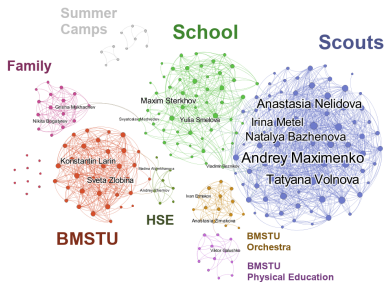 Summer
Camps
School
Scouts
Family
Maxim Sterkhov
Yulia Smelova
Anastasia Nelidova
Irina Metel
Natalya Bazhenova
Andrey Maximenko
Tatyana Volnova
Konstantin Larin
Sveta Zlobina
BMSTU
HSE
BMSTU
Orchestra
BMSTU
Physical Education